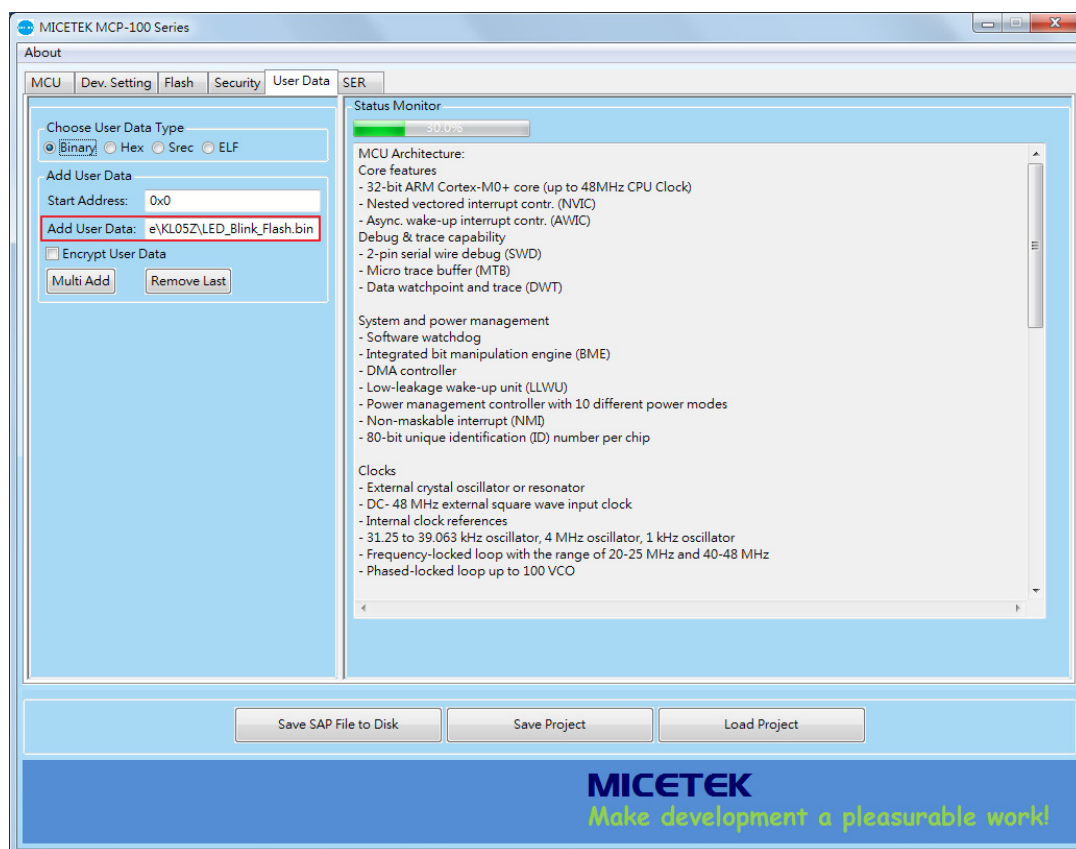 MICETEK MCP-100 Series
About
MCU Dev. Setting Flash Security User Data SER
Choose User Data Type
Binary Hex Srec ELF
Add User Data
Start Address: 0x0
Add User Data: e\KL05Z\LED_Blink_Flash.bin
Encrypt User Data
Multi Add Remove Last
Status Monitor
30.0%
MCU Architecture:
Core features
- 32-bit ARM Cortex-M0+ core (up to 48MHz CPU Clock)
- Nested vectored interrupt contr. (NVIC)
- Async. wake-up interrupt contr. (AWIC)
Debug & trace capability
- 2-pin serial wire debug (SWD)
- Micro trace buffer (MTB)
- Data watchpoint and trace (DWT)
System and power management
- Software watchdog
- Integrated bit manipulation engine (BME)
- DMA controller
- Low-leakage wake-up unit (LLWU)
- Power management controller with 10 different power modes
- Non-maskable interrupt (NMI)
- 80-bit unique identification (ID) number per chip
Clocks
- External crystal oscillator or resonator
- DC- 48 MHz external square wave input clock
- Internal clock references
- 31.25 to 39.063 kHz oscillator, 4 MHz oscillator, 1 kHz oscillator
- Frequency-locked loop with the range of 20-25 MHz and 40-48 MHz
- Phased-locked loop up to 100 VCO
Save SAP File to Disk Save Project Load Project
MICETEK
Make development a pleasurable work!